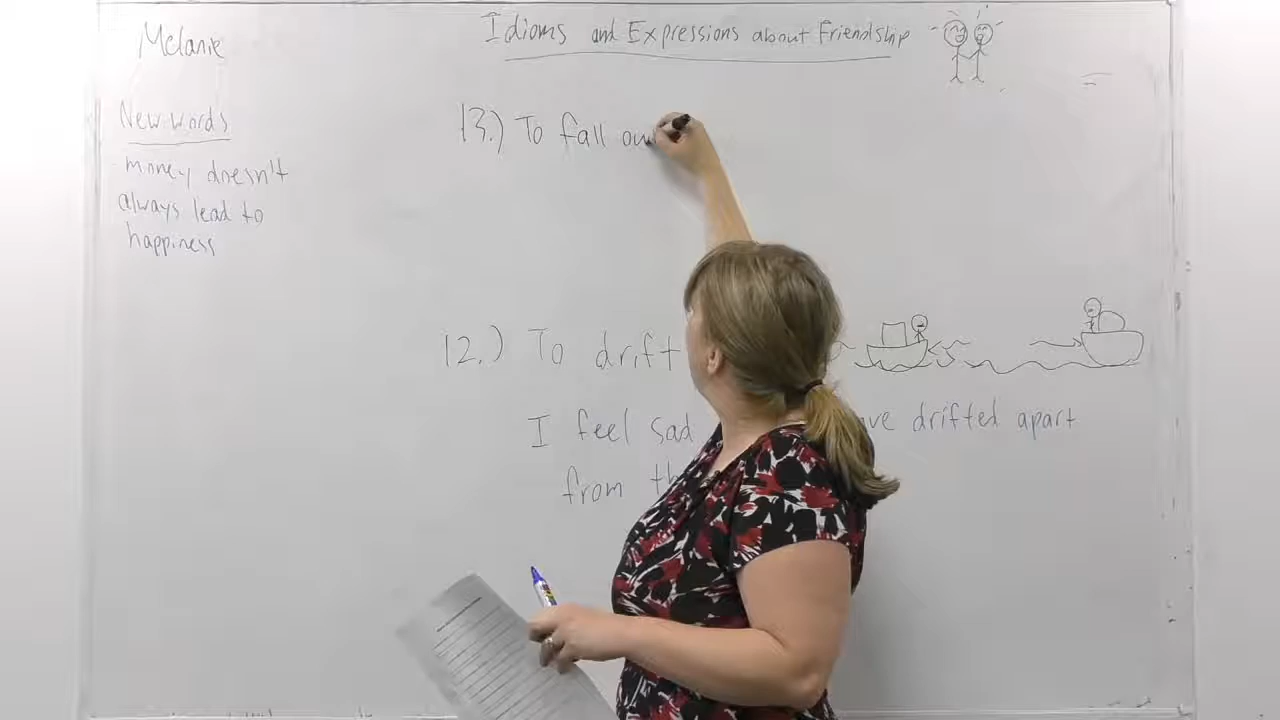 Melanie
Idioms and Expressions about Friendship
New words
money doesn't
always lead to
happiness
13.) To fall ou
12.) To drift
I feel sad ave drifted apart
from th